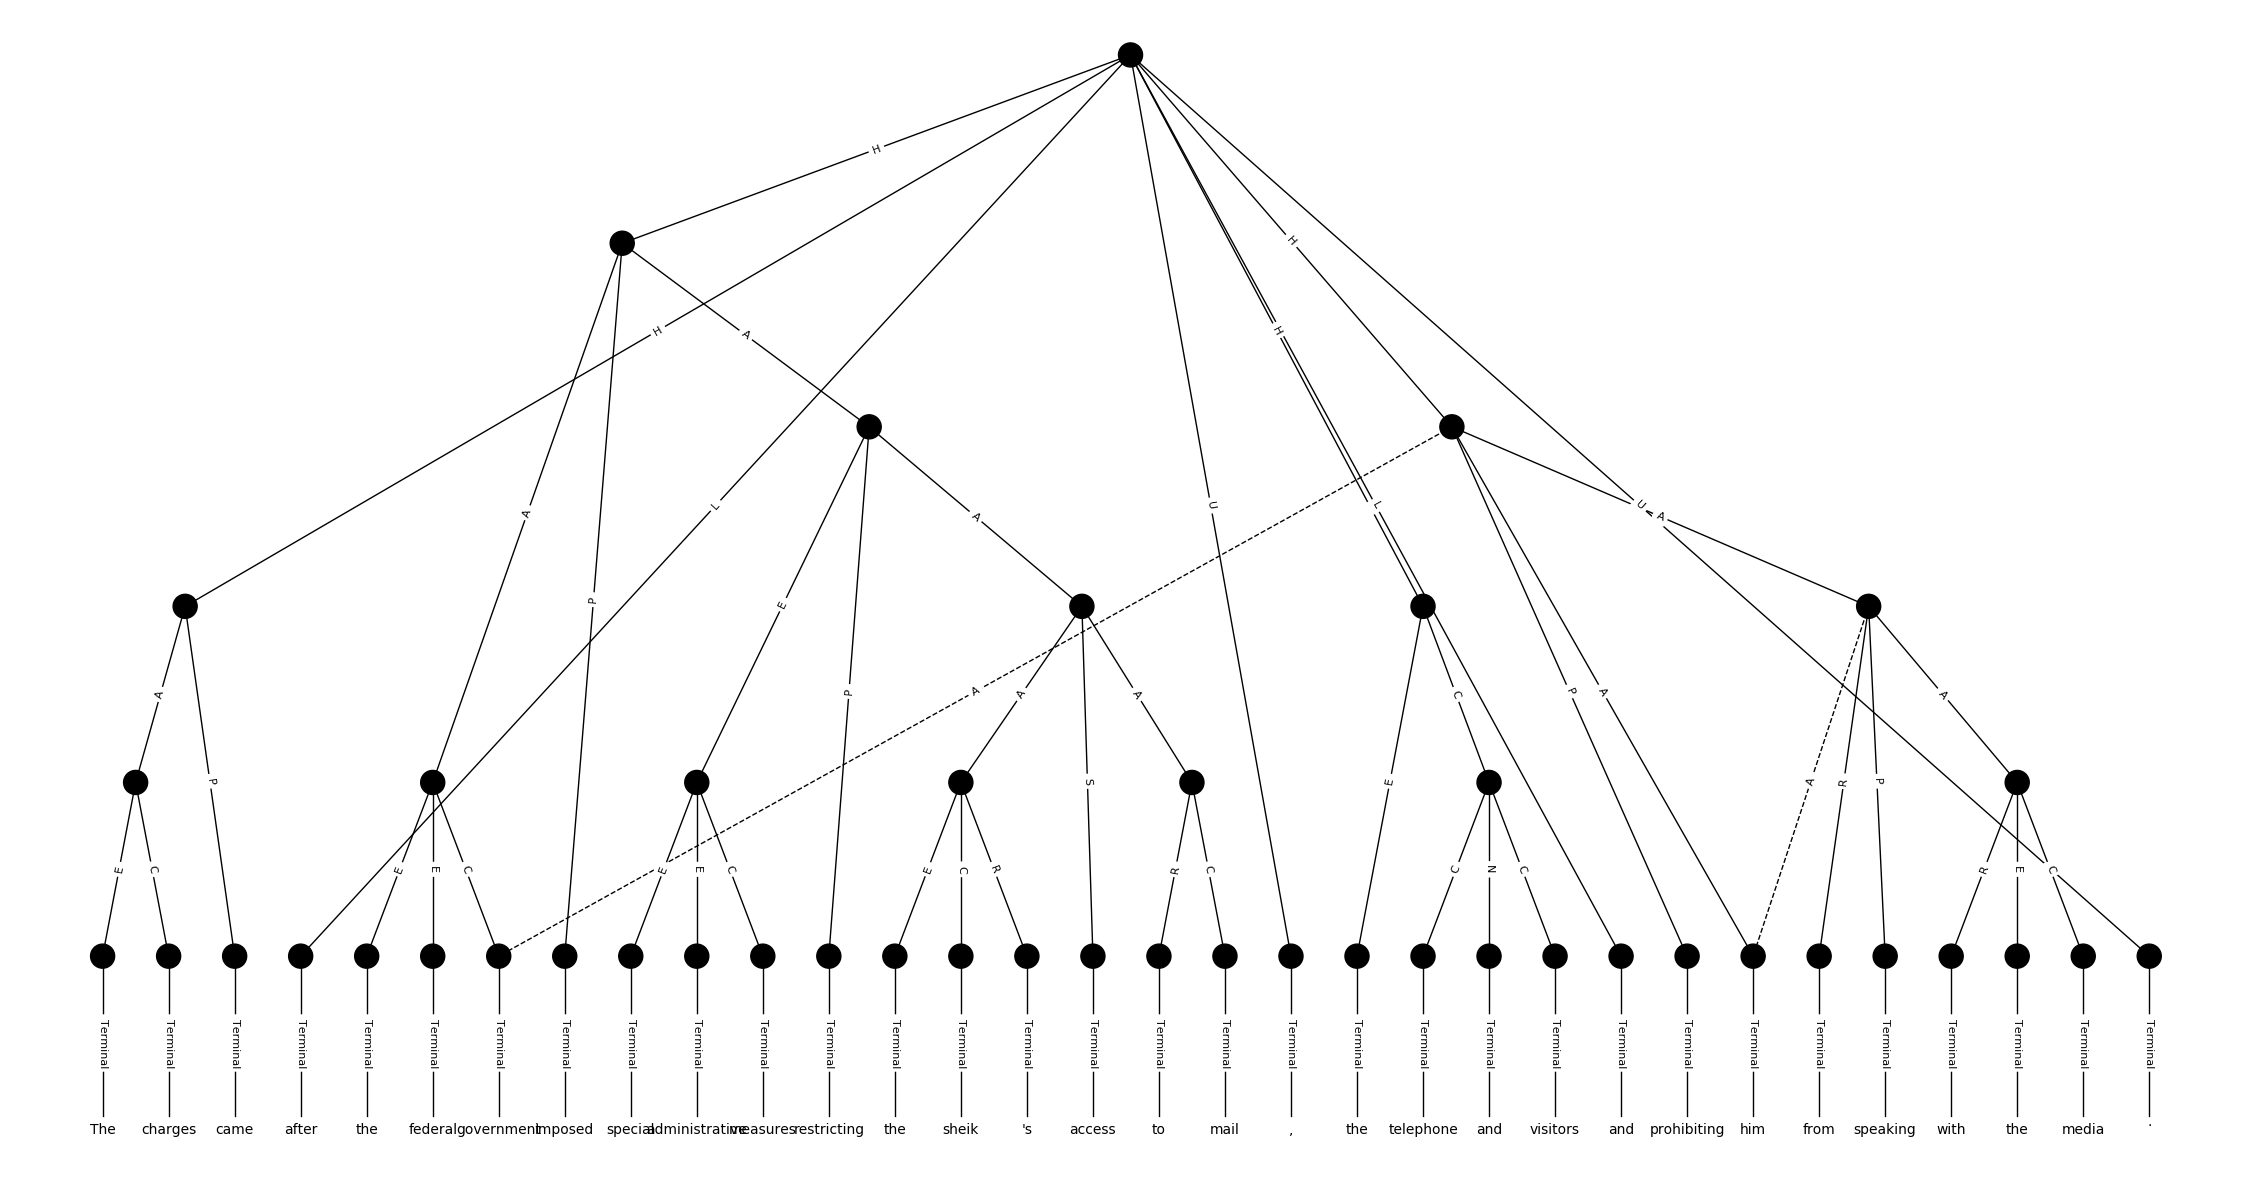 H
H
H
A
H
L
U
L
U A
A
A
P
E
A
P
A
A
A
S
A
C
P
A
A
P
E
A
R
P
E
C
E
E
C
E
E
C
E
C
R
R
C
C
N
C
R
E
C
Terminal Terminal Terminal Terminal Terminal Terminal Terminal Terminal Terminal Terminal Terminal Terminal Terminal Terminal Terminal Terminal Terminal Terminal Terminal Terminal Terminal Terminal Terminal Terminal Terminal Terminal Terminal Terminal Terminal Terminal Terminal Terminal
The charges came after the federal government imposed special administrative measures restricting the sheik 's access to mail , the telephone and visitors and prohibiting him from speaking with the media .